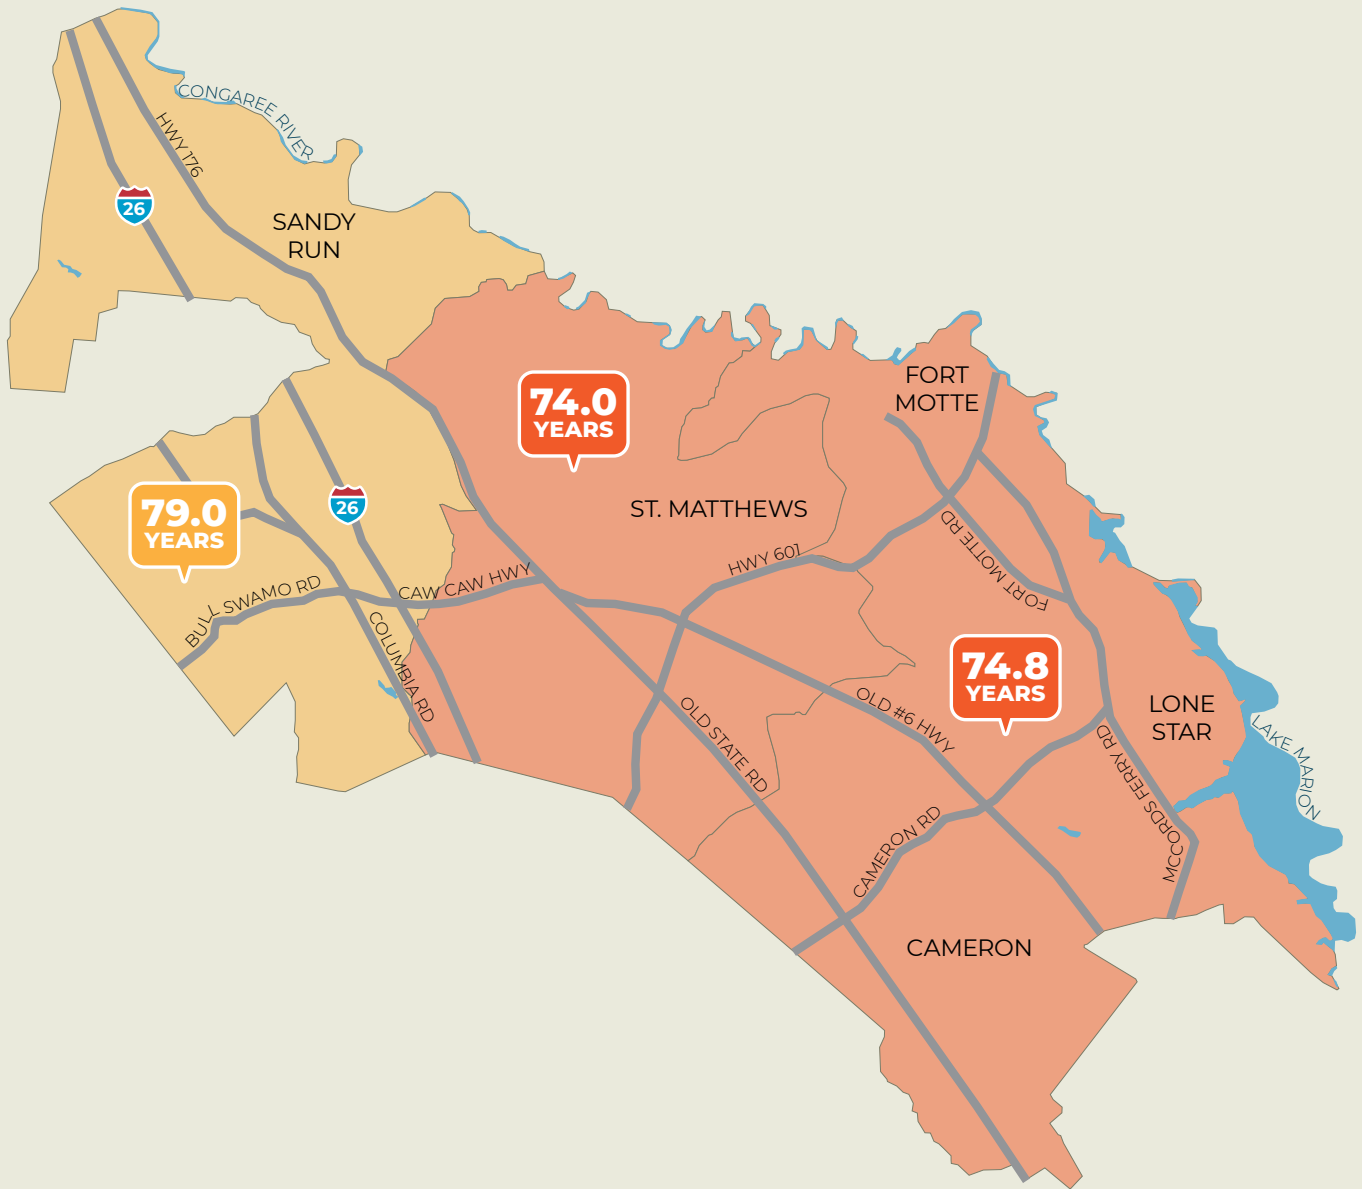 CONGAREE RIVER
HWY 176
26
SANDY
RUN
74.0
YEARS
FORT
MOTTE
79.0
YEARS
26
ST. MATTHEWS
HWY 601
FORT MOTTE RD
BULL SWAMO RD
CAW CAW HWY
COLUMBIA RD
74.8
YEARS
OLD STATE RD
OLD #6 HWY
LONE
STAR
LAKE MARION
MCCORDS FERRY RD
CAMERON RD
CAMERON